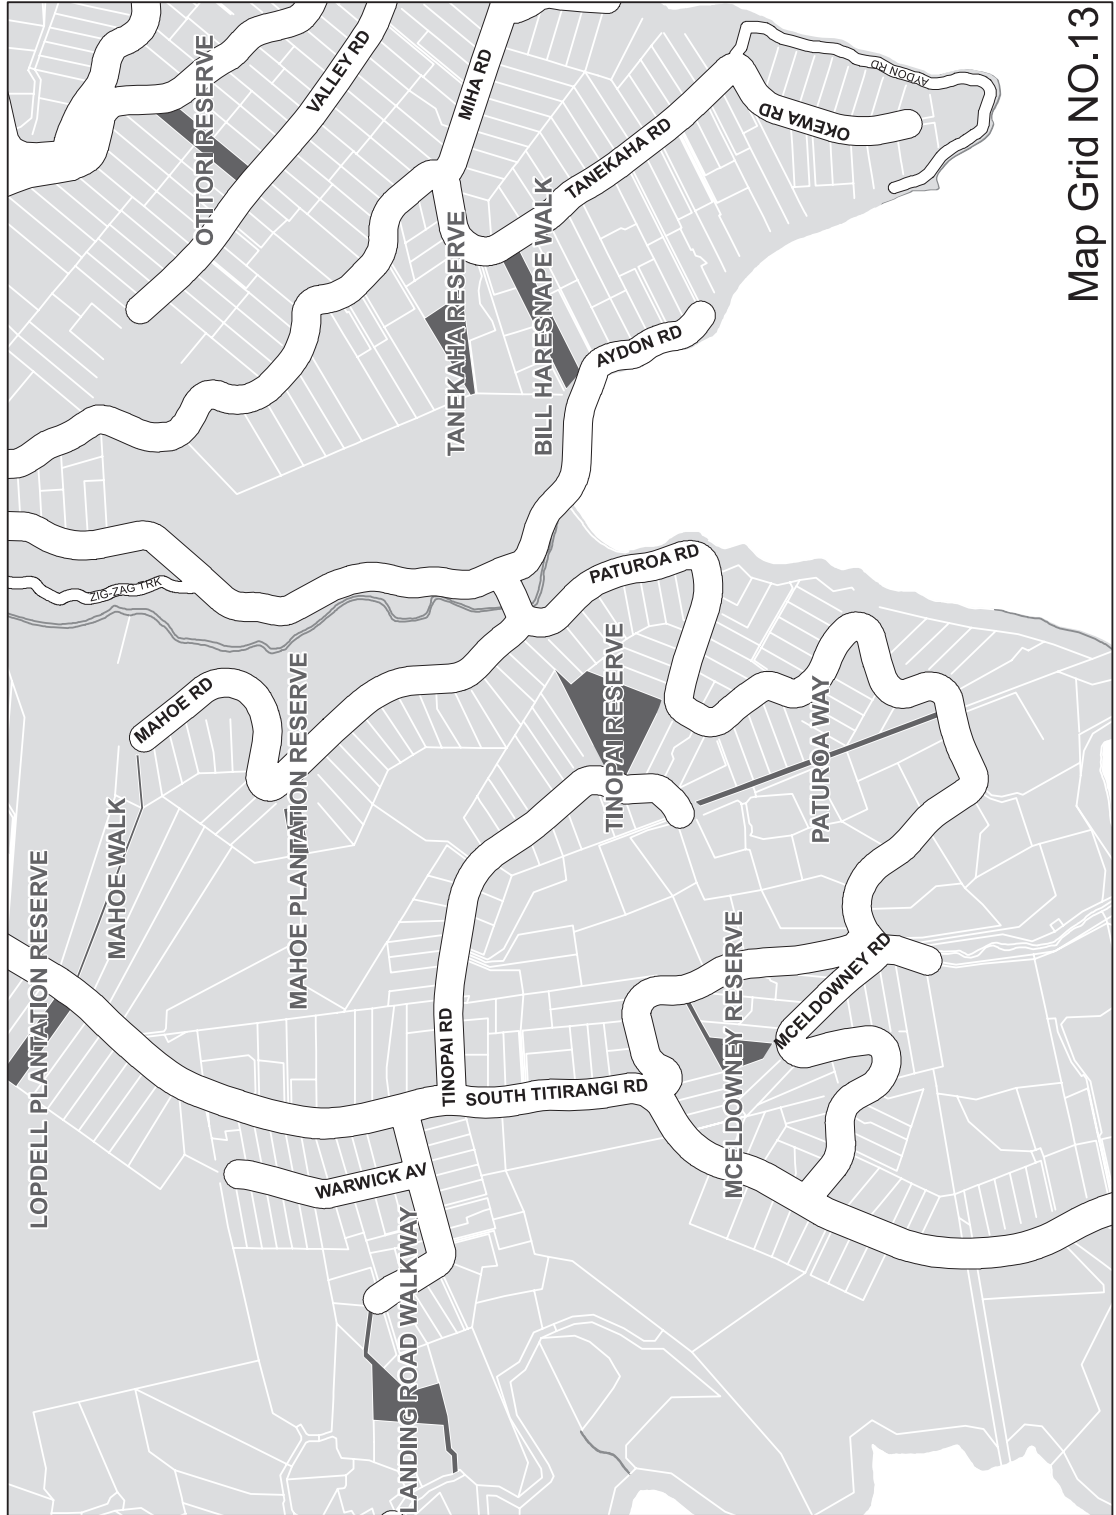 Map Grid NO.13
OTITORI RESERVE
VALLEY RD
MIHA RD
TANEKAHA RD
OKEWA RD
AYDON RD
TANEKAHA RESERVE
BILL HARESNAPE WALK
AYDON RD
ZIG-ZAG TRK
PATUROA RD
MAHOE RD
MAHOE PLANTATION RESERVE
TINOPAI RESERVE
PATUROA WAY
MAHOE WALK
LOPDELL PLANTATION RESERVE
TINOPAI RD
SOUTH TITIRANGI RD
MCELDOWNEY RESERVE
MCELDOWNEY RD
WARWICK AV
LANDING ROAD WALKWAY